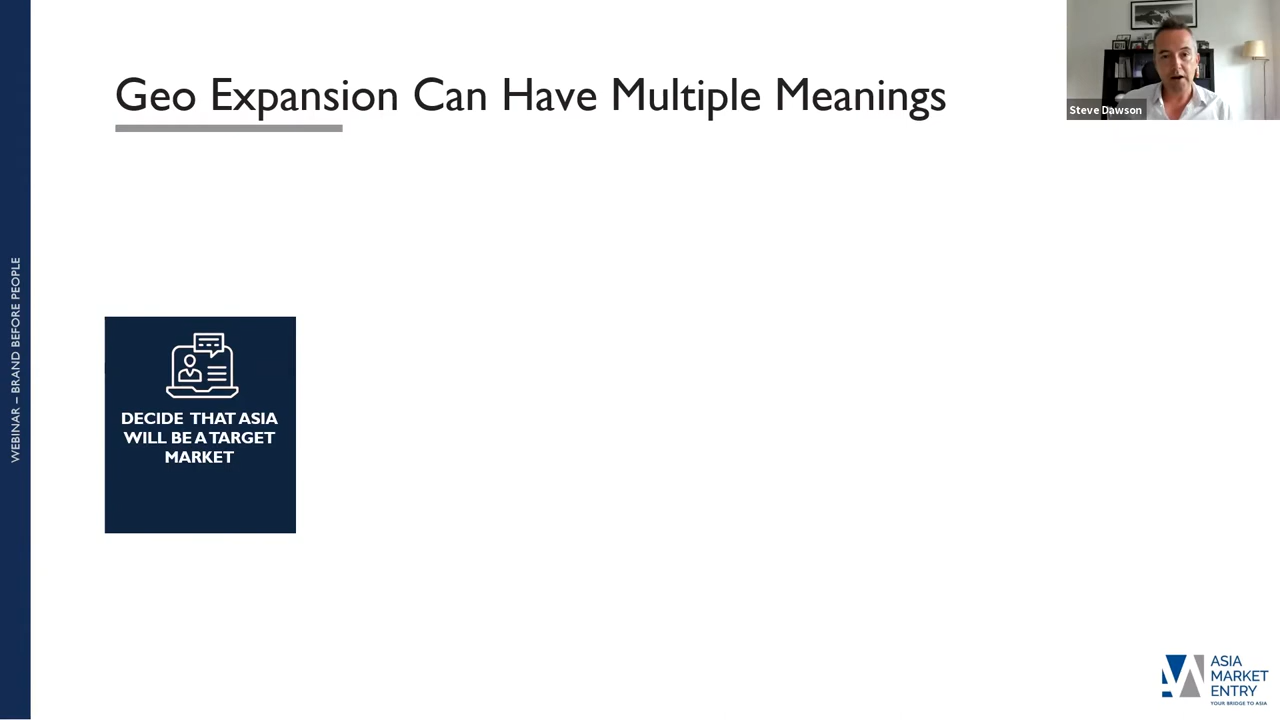 Geo Expansion Can Have Multiple Meanings
Steve Dawson
WEBINAR – BRAND BEFORE PEOPLE
DECIDE THAT ASIA
WILL BE A TARGET
MARKET
ASIA
MARKET
ENTRY
YOUR BRIDGE TO ASIA